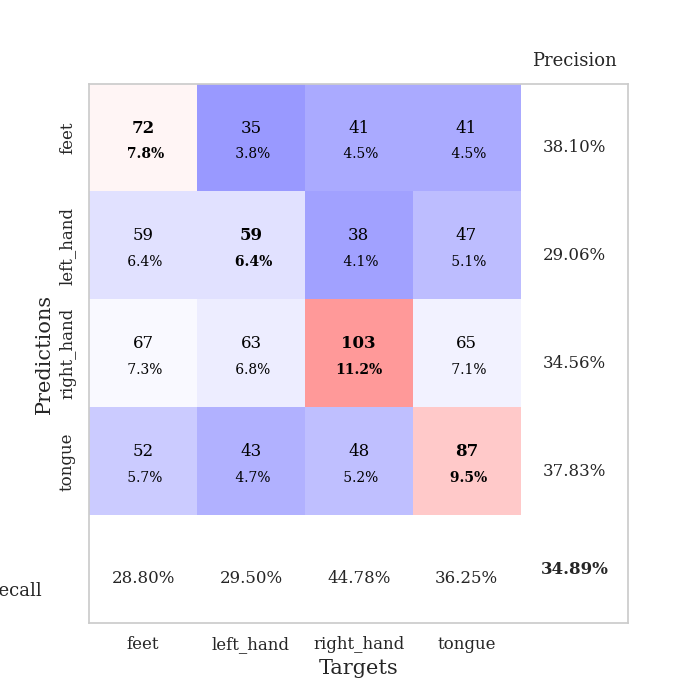 Precision
feet
72 35 41 41 38.10%
7.8% 3.8% 4.5% 4.5%
left_hand
59 59 38 47 29.06%
6.4% 6.4% 4.1% 5.1%
Predictions
right_hand
67 63 103 65 34.56%
7.3% 6.8% 11.2% 7.1%
tongue
52 43 48 87 37.83%
5.7% 4.7% 5.2% 9.5%
ecall 28.80% 29.50% 44.78% 36.25% 34.89%
feet left_hand right_hand tongue
Targets